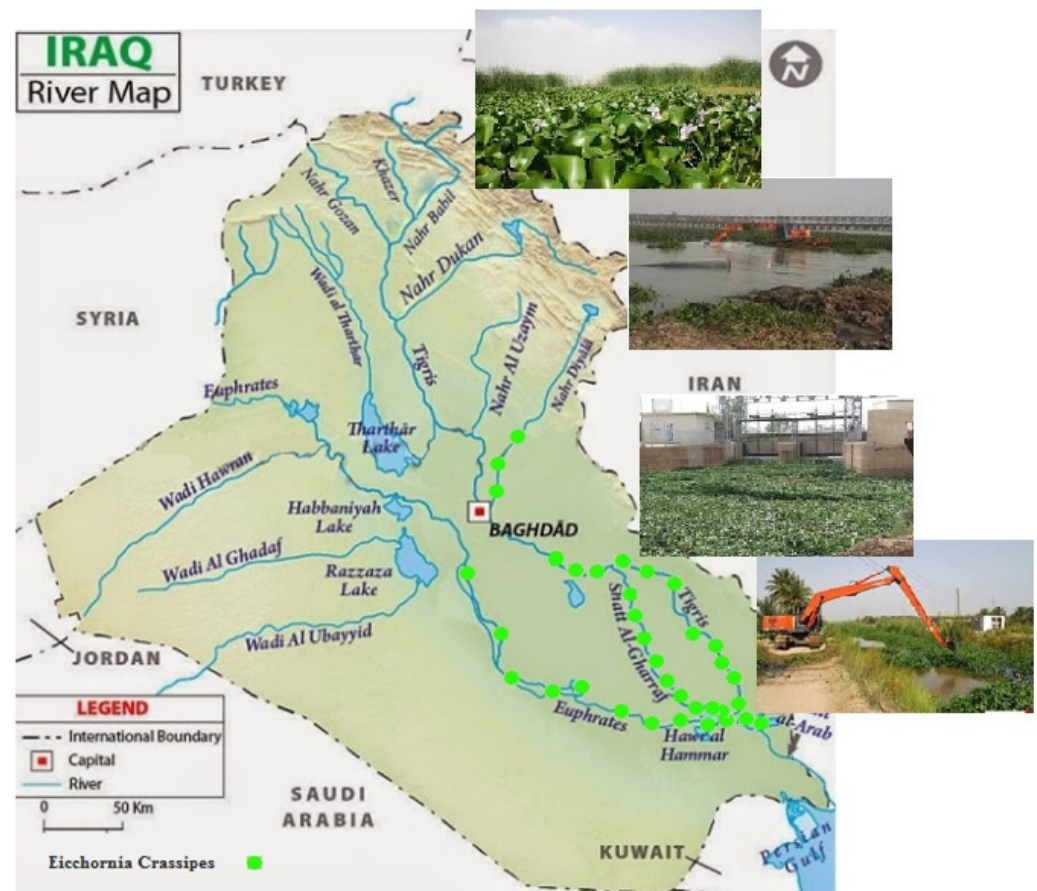 IRAQ
River Map
TURKEY
N
SYRIA
IRAN
Nahr Gozan
Khazer
Nahr Babil
Nahr Dukan
Wadi al Tharthar
Tigris
Nahr Al Uzaym
Nahr Diyālá
Euphrates
Tharthār
Lake
Wadi Hawran
Habbaniyah
Lake
BAGHDĀD
Wadi Al Ghadaf
Razzaza
Lake
Shatt Al-Gharraf
Tigris
Wadi Al Ubayyid
JORDAN
Euphrates
Hawr al
Hammar
al-Arab
LEGEND
International Boundary
Capital
River
0 50 Km
SAUDI
ARABIA
KUWAIT
Persian
Gulf
Eicchornia Crassipes